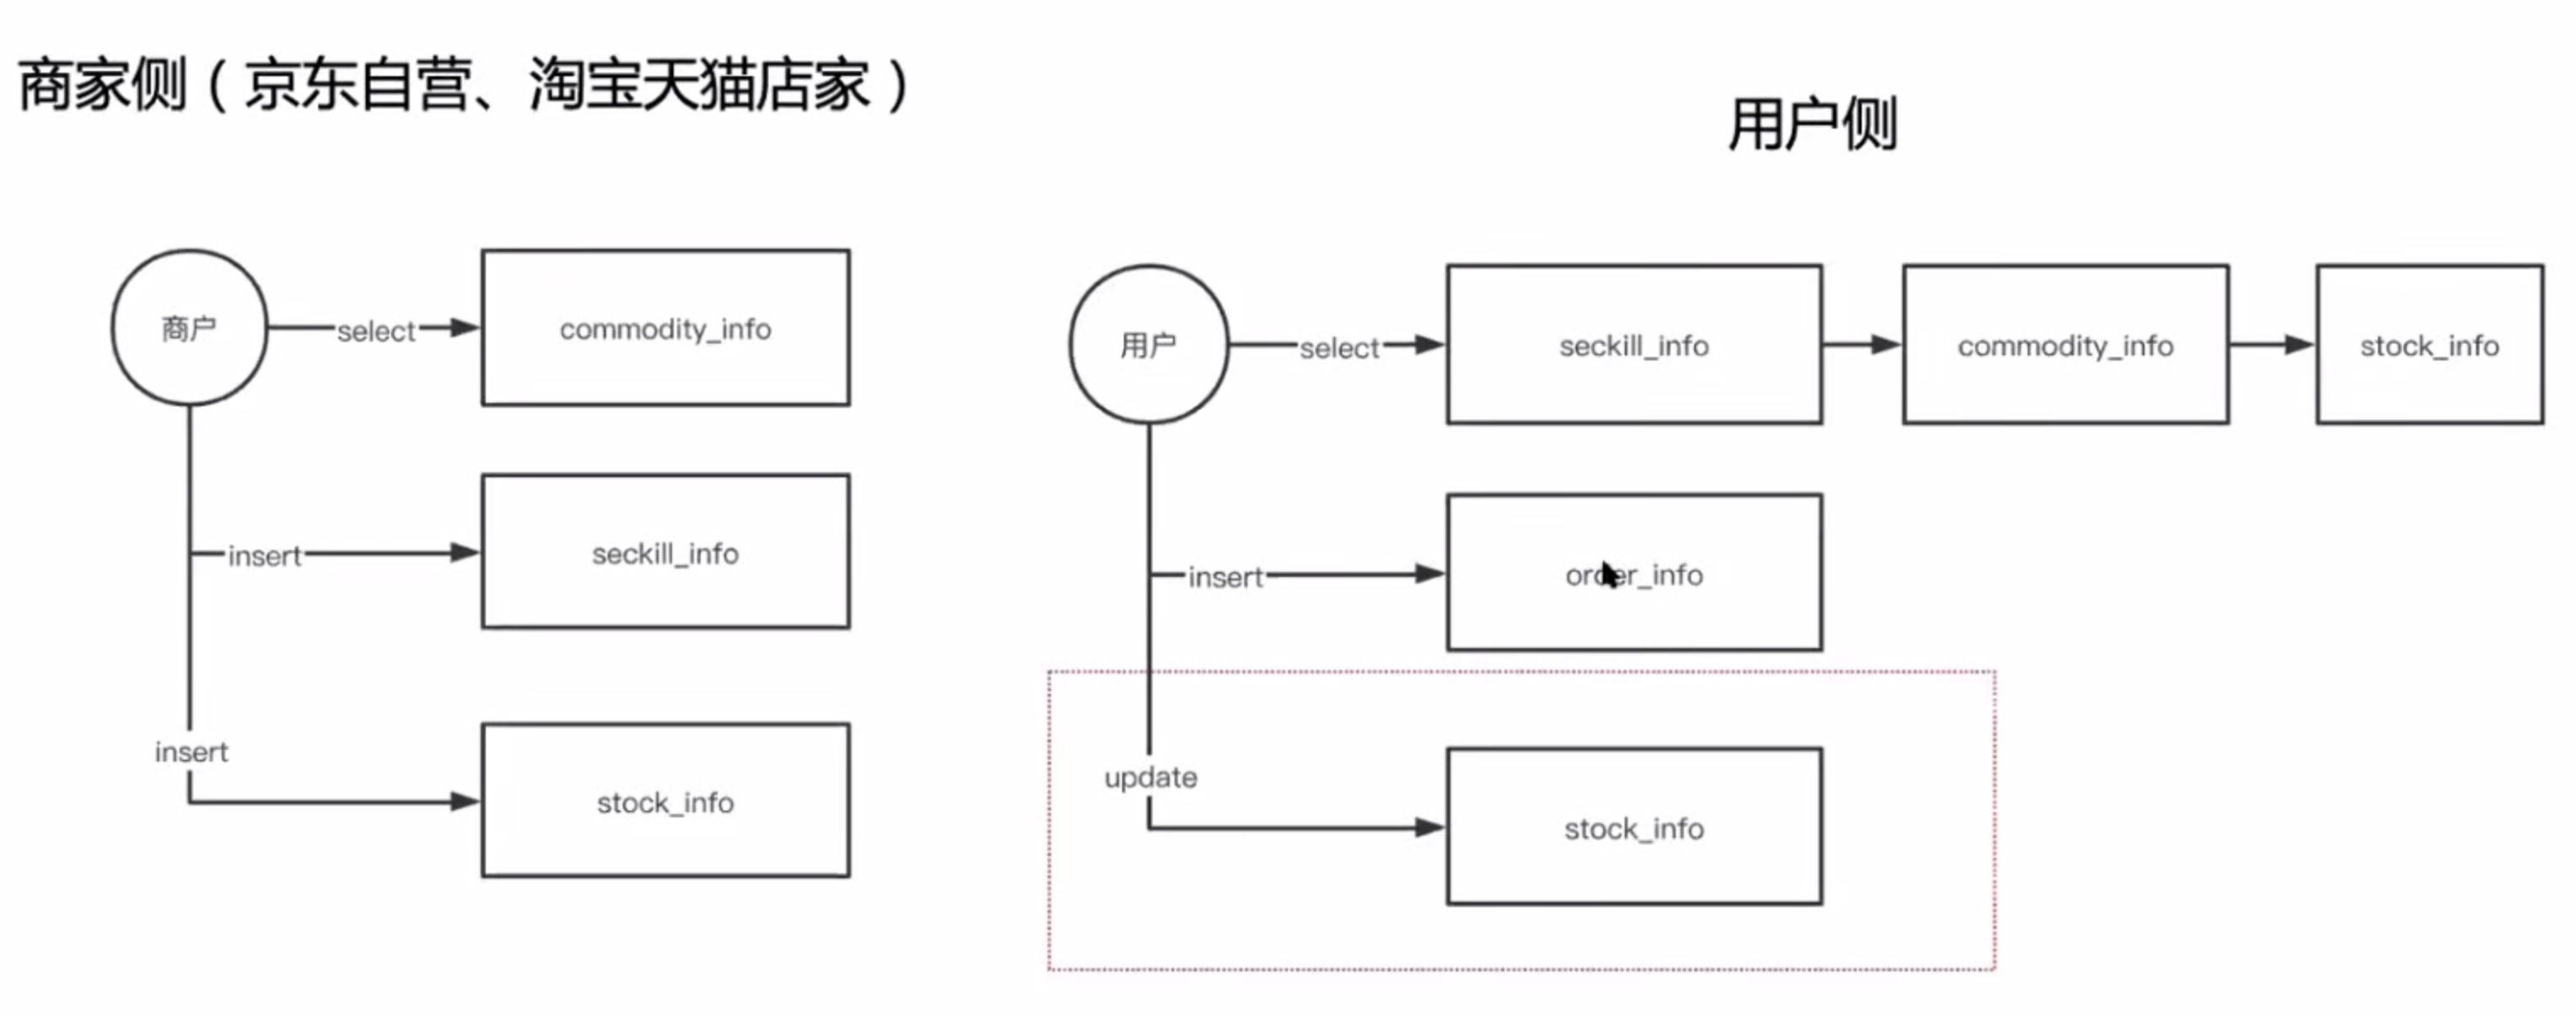 商家侧（京东自营、淘宝天猫店家）
用户侧
商户
select
commodity_info
insert
seckill_info
insert
stock_info
用户
select
seckill_info
commodity_info
stock_info
insert
order_info
update
stock_info